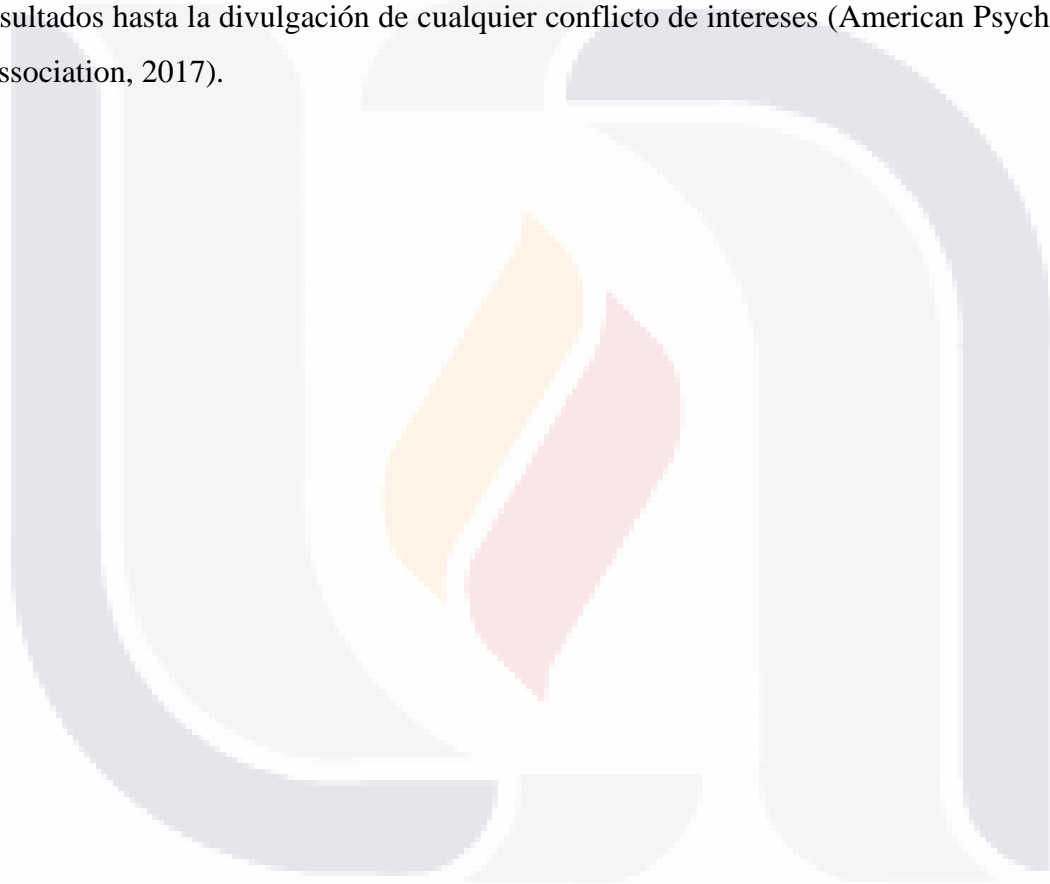 sultados hasta la divulgación de cualquier conflicto de intereses (American Psych
ssociation, 2017).